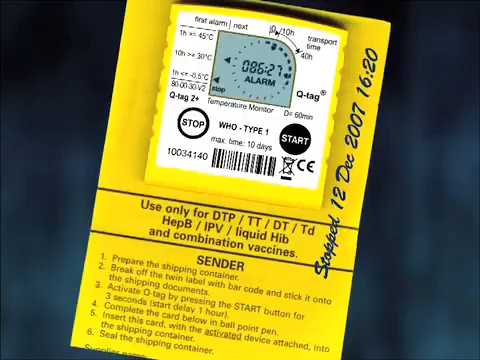 first alarm | next
0 /10h
transport
time
40h
1h >= 45°C
10h >= 30°C
1h <= -0.5°C
80-00-30-V2
086:27
ALARM
stop
Q-tag®
Q-tag 2+
Temperature Monitor
D= 60min
STOP
WHO - TYPE 1
START
max. time: 10 days
10034140
CE
Stopped 12 Dec 2007 16:20
Use only for DTP / TT / DT / Td
HepB / IPV / liquid Hib
and combination vaccines.
SENDER
1. Prepare the shipping container.
2. Break off the twin label with bar code and stick it onto
the shipping documents.
3. Activate Q-tag by pressing the START button for
3 seconds (start delay 1 hour).
4. Complete the card below in ball point pen.
5. Insert this card, with the activated device attached, into
the shipping container.
6. Seal the shipping container.